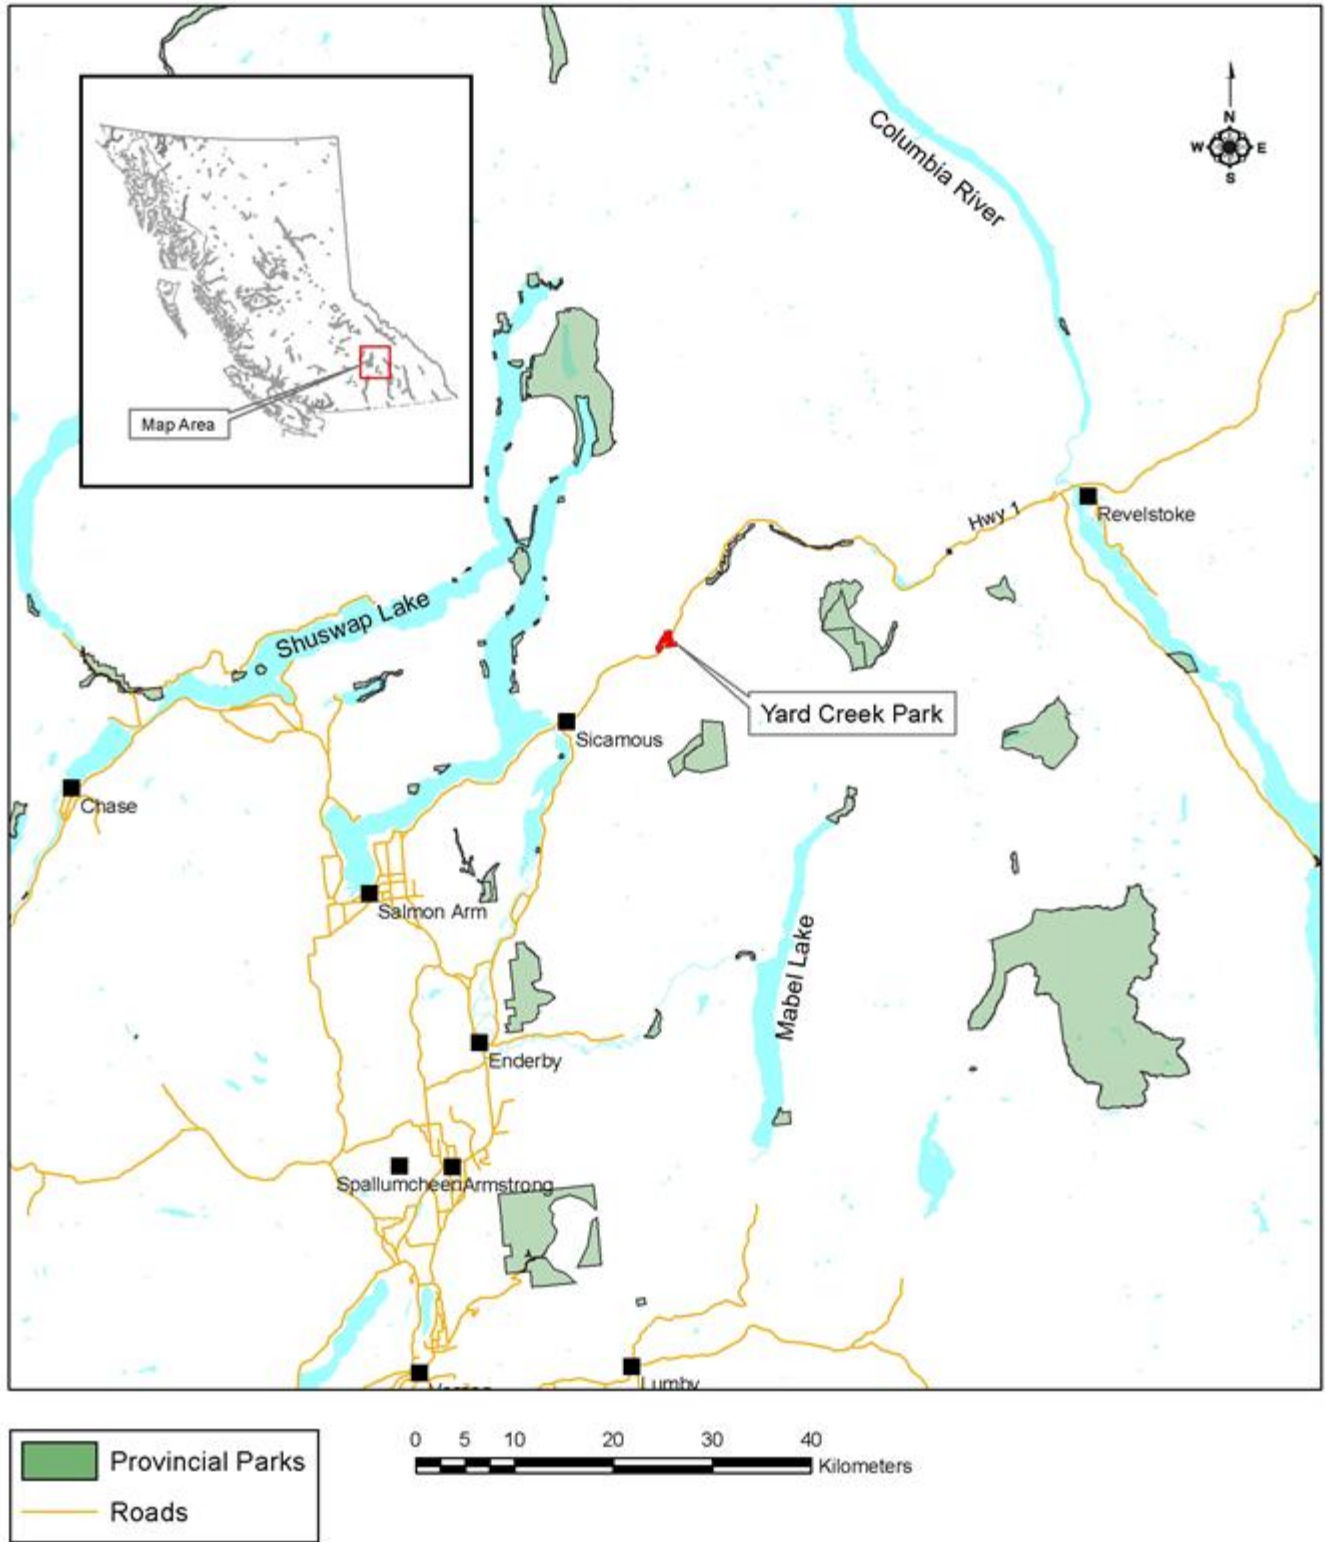 Columbia River
N
W E
S
Map Area
Hwy 1
Revelstoke
Shuswap Lake
Yard Creek Park
Sicamous
Chase
Salmon Arm
Mabel Lake
Enderby
Spallumcheen Armstrong
Lumby
Provincial Parks
Roads
0 5 10 20 30 40
Kilometers